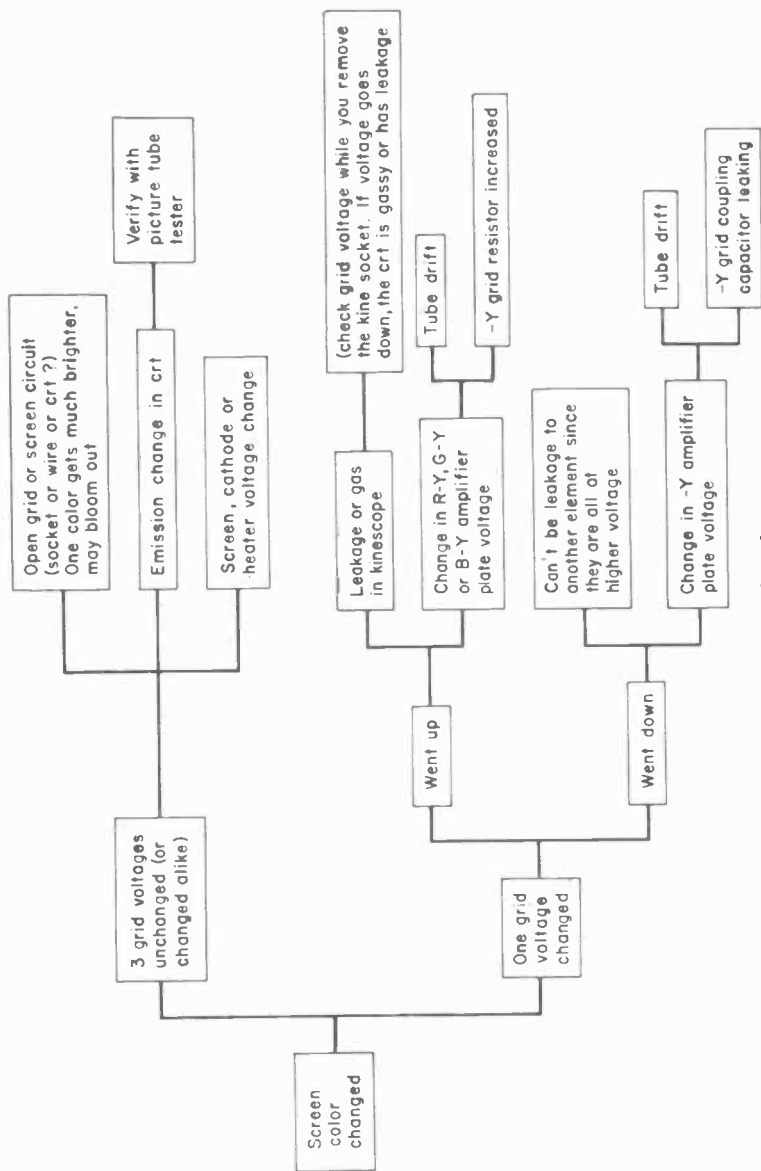 Screen
color
changed
3 grid voltages
unchanged (or
changed alike)
Open grid or screen circuit
(socket or wire or crt ?)
One color gets much brighter,
may bloom out
Emission change in crt
Verify with
picture tube
tester
Screen, cathode or
heater voltage change
One grid
voltage
changed
Went up
Leakage or gas
in kinescope
(check grid voltage while you remove
the kine socket. If voltage goes
down, the crt is gassy or has leakage
Change in R-Y, G-Y
or B-Y amplifier
plate voltage
Tube drift
-Y grid resistor increased
Went down
Can't be leakage to
another element since
they are all at
higher voltage
Change in -Y amplifier
plate voltage
Tube drift
-Y grid coupling
capacitor leaking